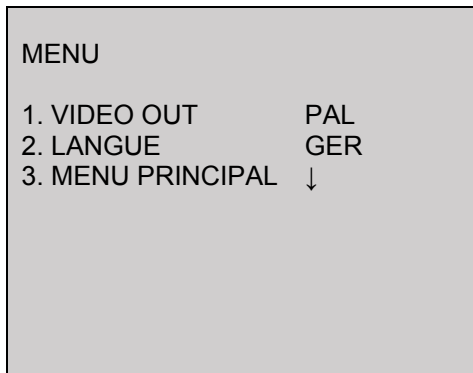 MENU
1. VIDEO OUT PAL
2. LANGUE GER
3. MENU PRINCIPAL ↓